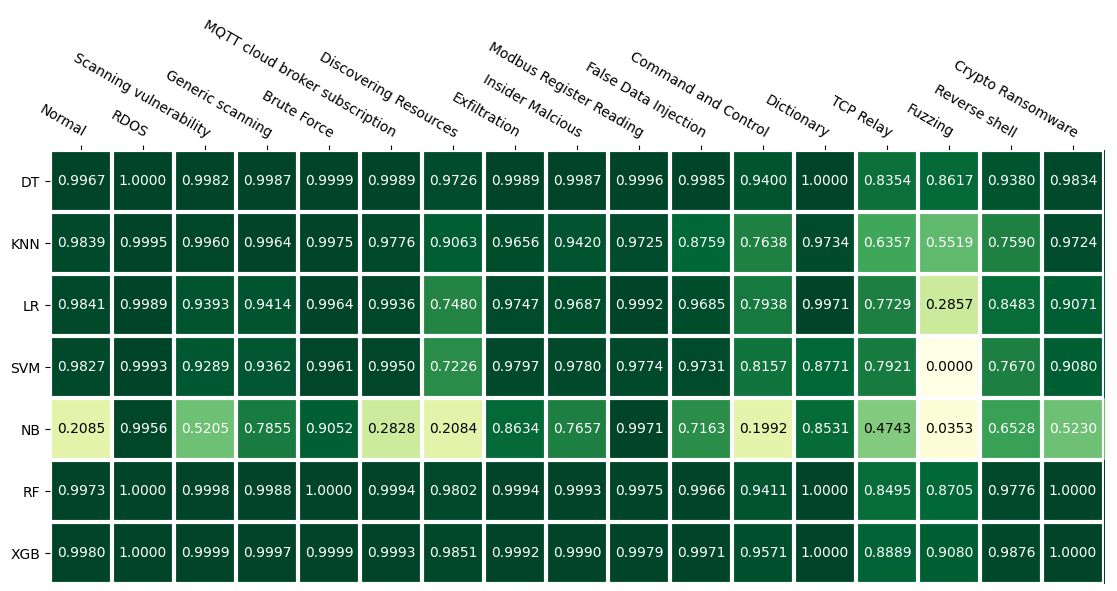 Normal
RDOS
Scanning vulnerability
Generic scanning
Brute Force
MQTT cloud broker subscription
Discovering Resources
Exfiltration
Insider Malcious
Modbus Register Reading
False Data Injection
Command and Control
Dictionary
TCP Relay
Fuzzing
Reverse shell
Crypto Ransomware
DT 0.9967 1.0000 0.9982 0.9987 0.9999 0.9989 0.9726 0.9989 0.9987 0.9996 0.9985 0.9400 1.0000 0.8354 0.8617 0.9380 0.9834
KNN 0.9839 0.9995 0.9960 0.9964 0.9975 0.9776 0.9063 0.9656 0.9420 0.9725 0.8759 0.7638 0.9734 0.6357 0.5519 0.7590 0.9724
LR 0.9841 0.9989 0.9393 0.9414 0.9964 0.9936 0.7480 0.9747 0.9687 0.9992 0.9685 0.7938 0.9971 0.7729 0.2857 0.8483 0.9071
SVM 0.9827 0.9993 0.9289 0.9362 0.9961 0.9950 0.7226 0.9797 0.9780 0.9774 0.9731 0.8157 0.8771 0.7921 0.0000 0.7670 0.9080
NB 0.2085 0.9956 0.5205 0.7855 0.9052 0.2828 0.2084 0.8634 0.7657 0.9971 0.7163 0.1992 0.8531 0.4743 0.0353 0.6528 0.5230
RF 0.9973 1.0000 0.9998 0.9988 1.0000 0.9994 0.9802 0.9994 0.9993 0.9975 0.9966 0.9411 1.0000 0.8495 0.8705 0.9776 1.0000
XGB 0.9980 1.0000 0.9999 0.9997 0.9999 0.9993 0.9851 0.9992 0.9990 0.9979 0.9971 0.9571 1.0000 0.8889 0.9080 0.9876 1.0000